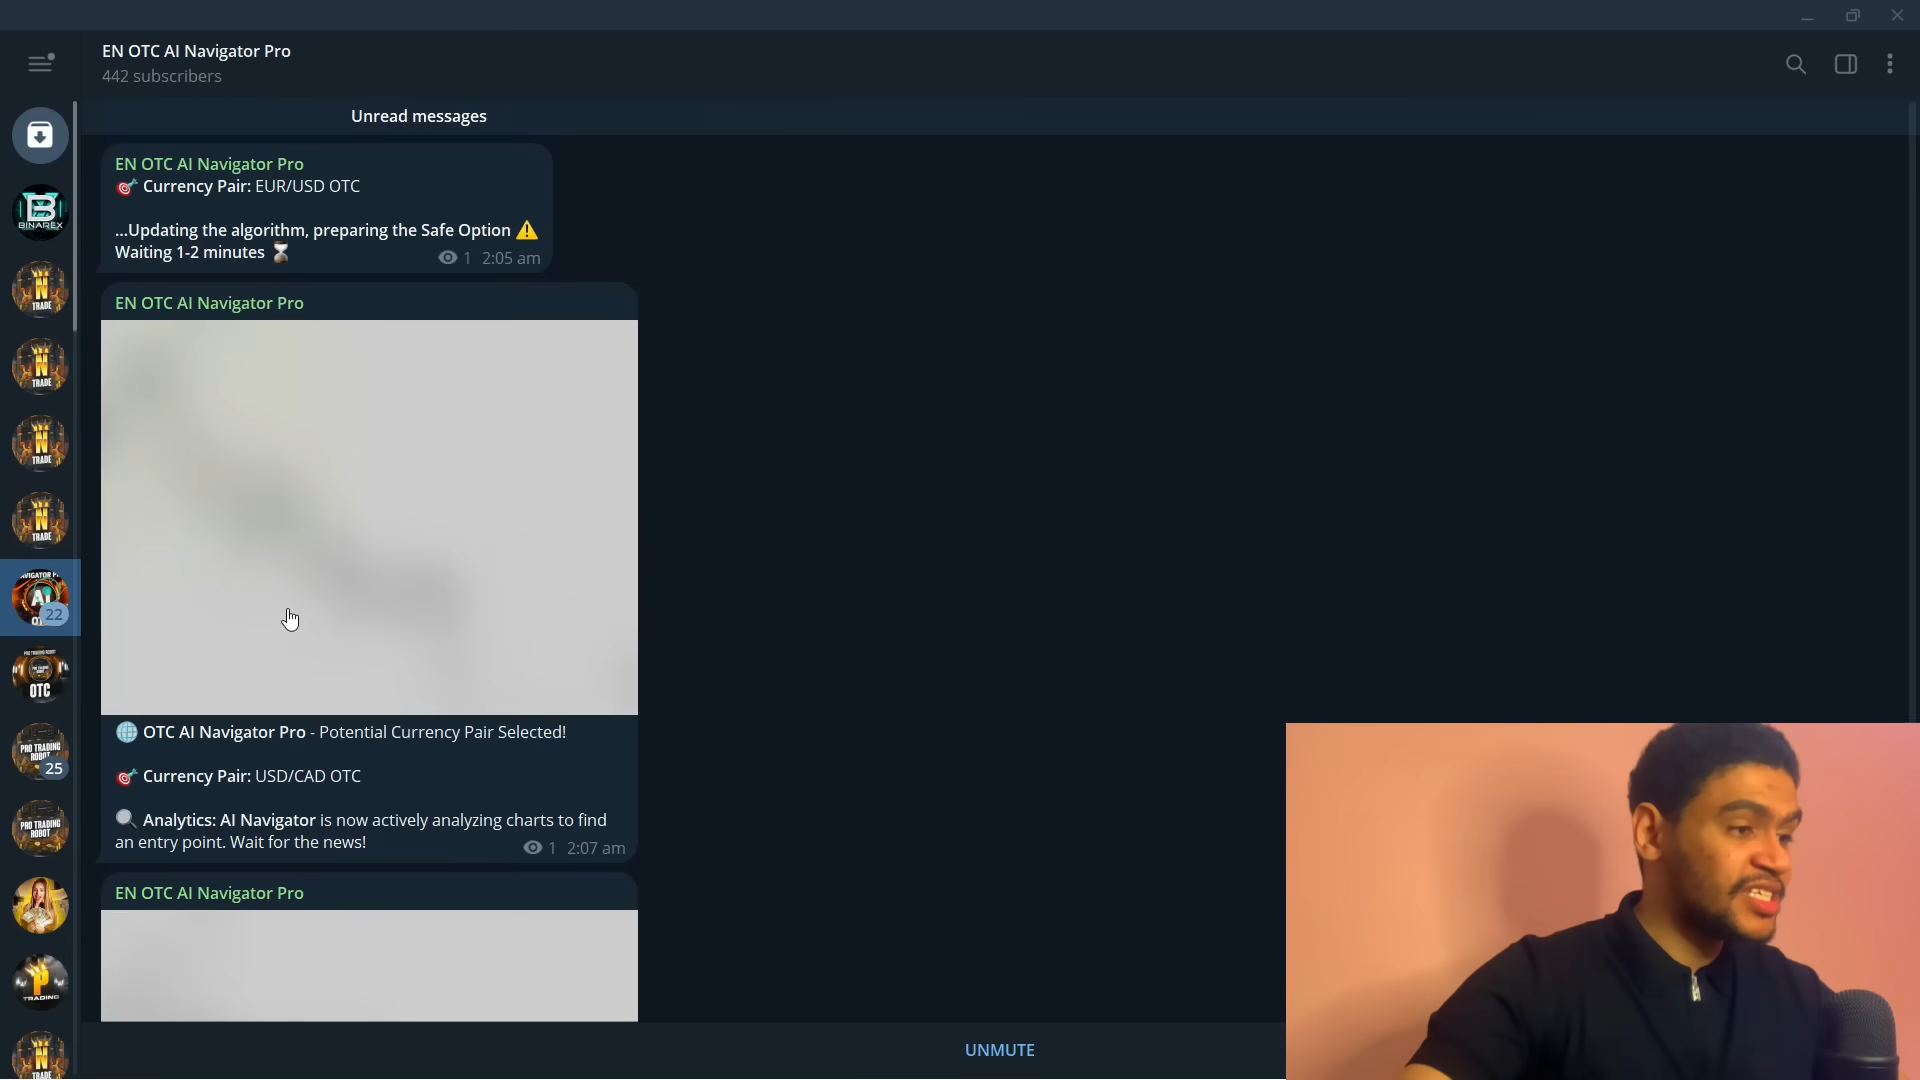 EN OTC AI Navigator Pro
442 subscribers
Unread messages
EN OTC AI Navigator Pro
Currency Pair: EUR/USD OTC
...Updating the algorithm, preparing the Safe Option
Waiting 1-2 minutes
1 2:05 am
EN OTC AI Navigator Pro
OTC AI Navigator Pro - Potential Currency Pair Selected!
Currency Pair: USD/CAD OTC
Analytics: AI Navigator is now actively analyzing charts to find
an entry point. Wait for the news!
1 2:07 am
EN OTC AI Navigator Pro
UNMUTE
B
BINAREX
N
TRADE
N
TRADE
N
TRADE
N
TRADE
AI
22
OTC
PRO TRADING
25
PRO TRADING
ROBOT
P
TRADING
N
TRADE